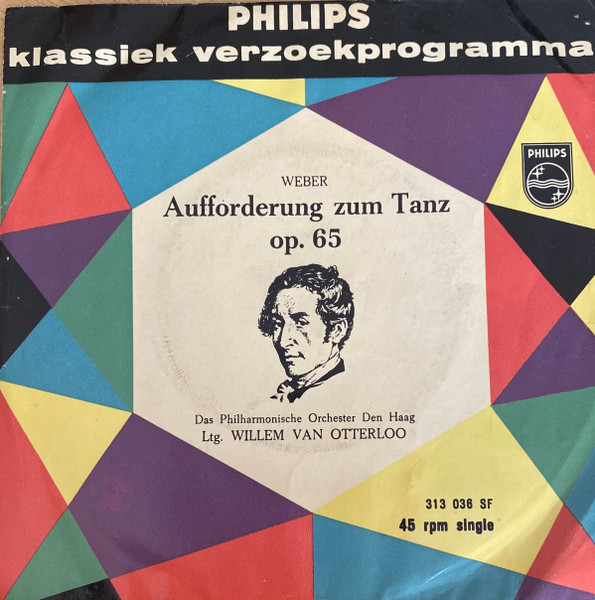 PHILIPS
klassiek verzoekprogramma
PHILIPS
WEBER
Aufforderung zum Tanz
op. 65
Das Philharmonische Orchester Den Haag
Ltg. WILLEM VAN OTTERLOO
313 036 SF
45 rpm single